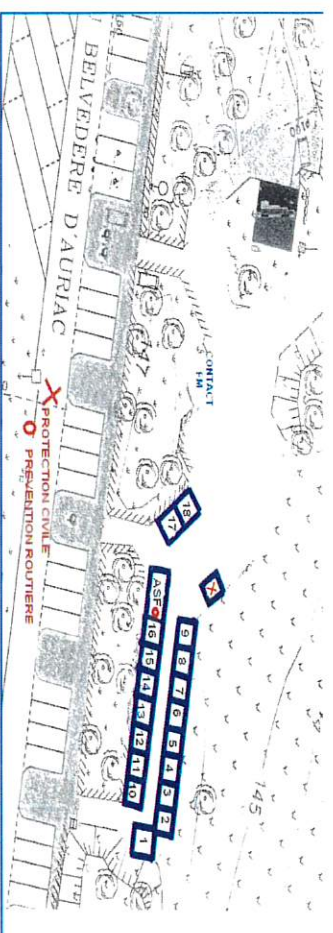 BELVEDERE D'AURIAC
PROTECTION CIVILE
PREVENTION ROUTIERE
CONTACT
FM
147
145
18
17
X
9
8
7
6
5
4
3
2
1
ASF
16
15
14
13
12
11
10